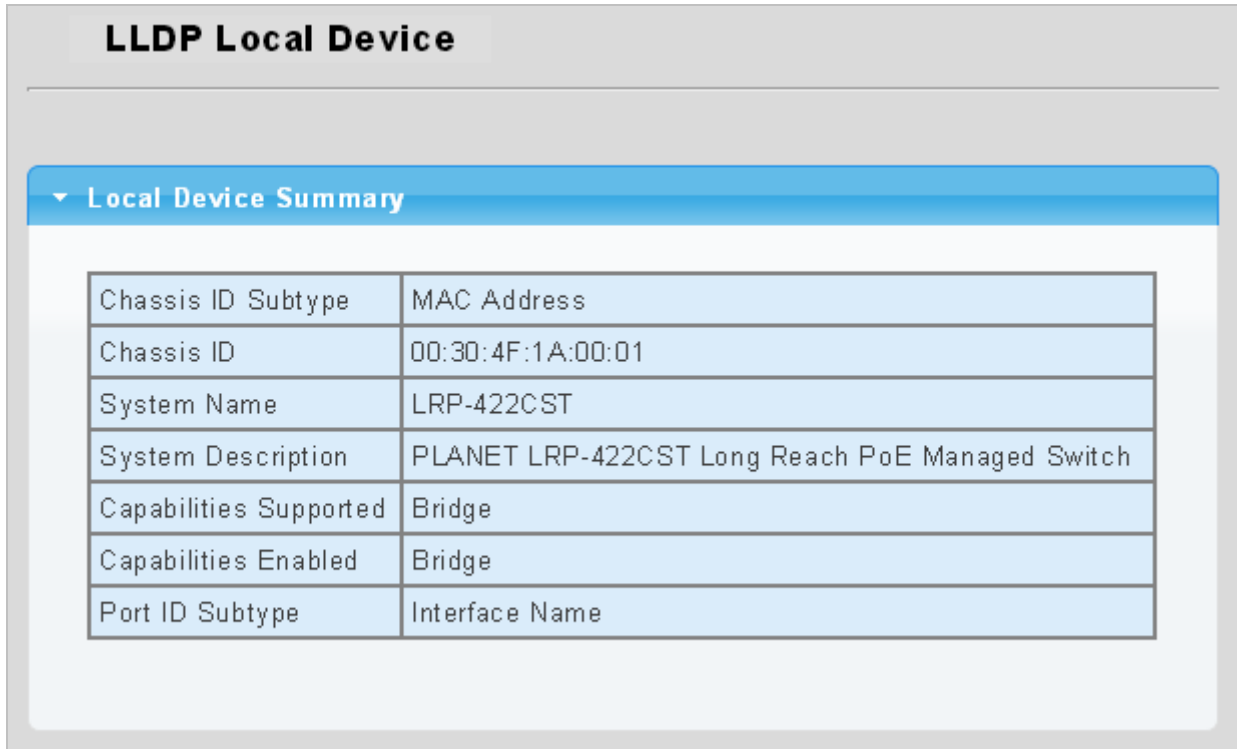 LLDP Local Device
Local Device Summary
Chassis ID Subtype MAC Address
Chassis ID 00:30:4F:1A:00:01
System Name LRP-422CST
System Description PLANET LRP-422CST Long Reach PoE Managed Switch
Capabilities Supported Bridge
Capabilities Enabled Bridge
Port ID Subtype Interface Name